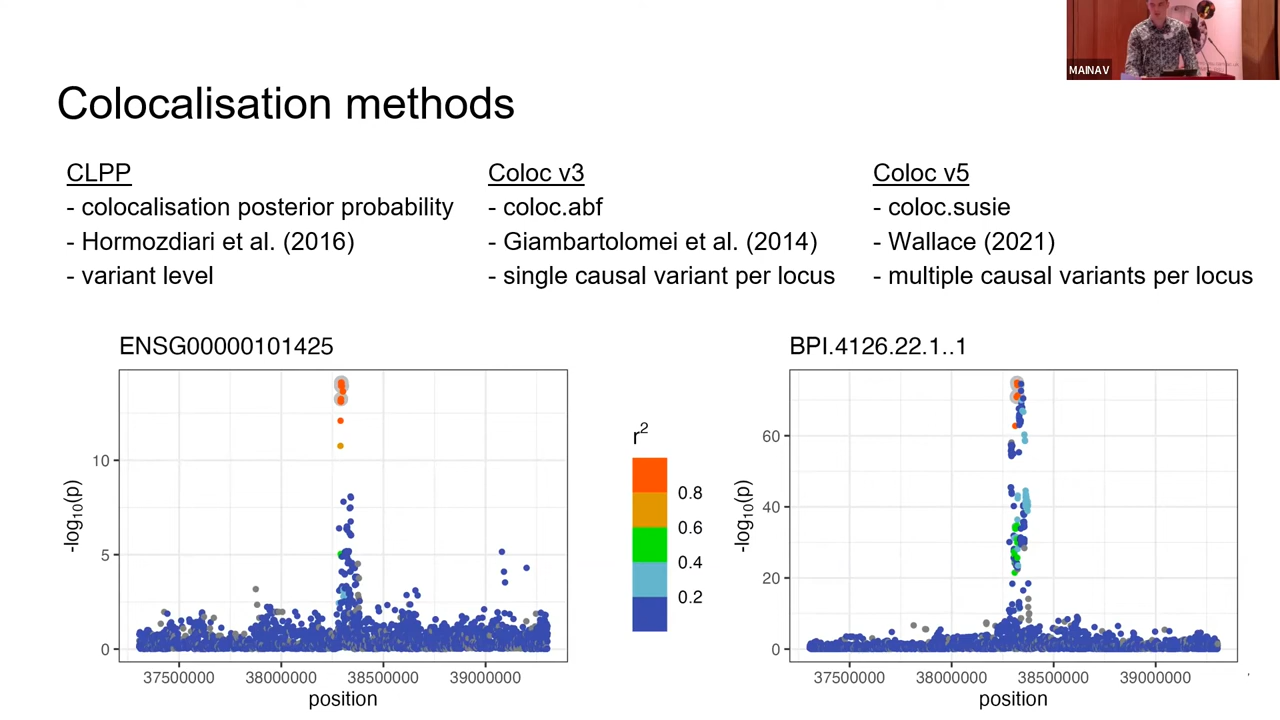 MAINAV
Colocalisation methods
CLPP
- colocalisation posterior probability
- Hormozdiari et al. (2016)
- variant level
Coloc v3
- coloc.abf
- Giambartolomei et al. (2014)
- single causal variant per locus
Coloc v5
- coloc.susie
- Wallace (2021)
- multiple causal variants per locus
ENSG00000101425
-log10(p)
10
5
0
37500000 38000000 38500000 39000000
position
r2
0.8
0.6
0.4
0.2
BPI.4126.22.1..1
-log10(p)
60
40
20
0
37500000 38000000 38500000 39000000
position